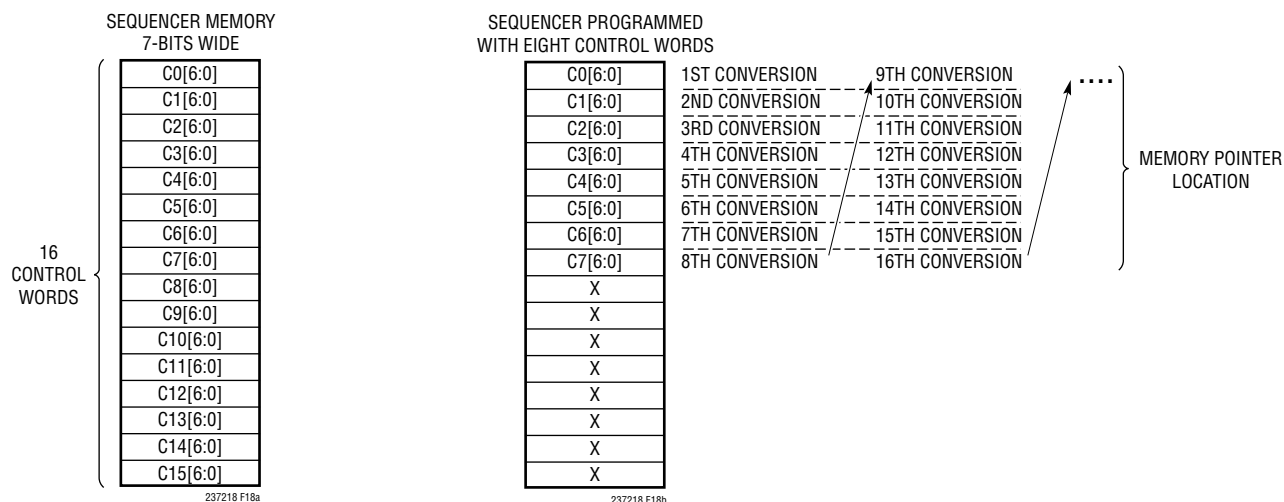 SEQUENCER MEMORY
7-BITS WIDE
16
CONTROL
WORDS
C0[6:0]
C1[6:0]
C2[6:0]
C3[6:0]
C4[6:0]
C5[6:0]
C6[6:0]
C7[6:0]
C8[6:0]
C9[6:0]
C10[6:0]
C11[6:0]
C12[6:0]
C13[6:0]
C14[6:0]
C15[6:0]
237218 F18a
SEQUENCER PROGRAMMED
WITH EIGHT CONTROL WORDS
C0[6:0] 1ST CONVERSION 9TH CONVERSION ....
C1[6:0] 2ND CONVERSION 10TH CONVERSION
C2[6:0] 3RD CONVERSION 11TH CONVERSION
C3[6:0] 4TH CONVERSION 12TH CONVERSION
C4[6:0] 5TH CONVERSION 13TH CONVERSION
C5[6:0] 6TH CONVERSION 14TH CONVERSION
C6[6:0] 7TH CONVERSION 15TH CONVERSION
C7[6:0] 8TH CONVERSION 16TH CONVERSION
X
X
X
X
X
X
X
X
MEMORY POINTER
LOCATION
237218 F18b